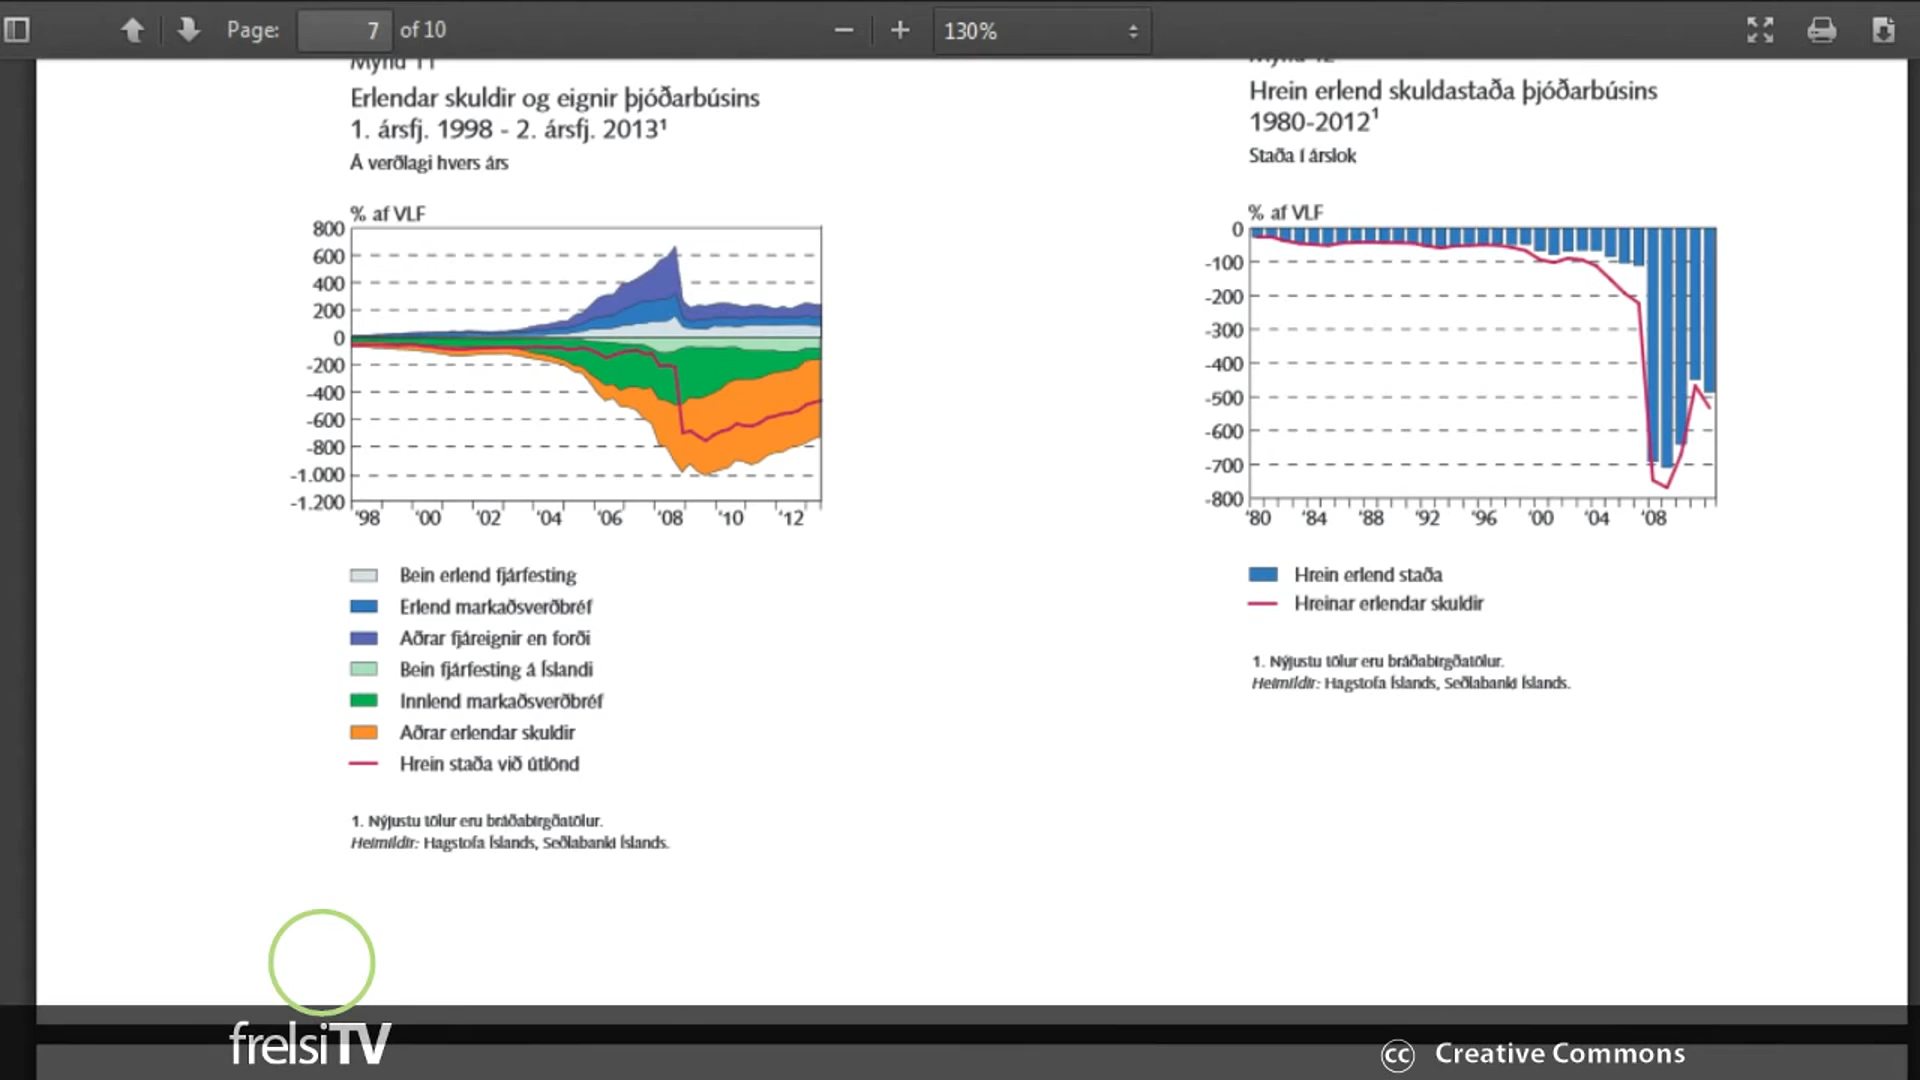 Page: 7 of 10
130%
Mynd 11
Erlendar skuldir og eignir þjóðarbúsins
1. ársfj. 1998 - 2. ársfj. 2013¹
Á verðlagi hvers árs
% af VLF
800
600
400
200
0
-200
-400
-600
-800
-1.000
-1.200
'98 '00 '02 '04 '06 '08 '10 '12
Bein erlend fjárfesting
Erlend markaðsverðbréf
Aðrar fjáreignir en forði
Bein fjárfesting á Íslandi
Innlend markaðsverðbréf
Aðrar erlendar skuldir
Hrein staða við útlönd
1. Nýjustu tölur eru bráðabirgðatölur.
Heimildir: Hagstofa Íslands, Seðlabanki Íslands.
Mynd 12
Hrein erlend skuldastaða þjóðarbúsins
1980-2012¹
Staða í árslok
% af VLF
0
-100
-200
-300
-400
-500
-600
-700
-800
'80 '84 '88 '92 '96 '00 '04 '08
Hrein erlend staða
Hreinar erlendar skuldir
1. Nýjustu tölur eru bráðabirgðatölur.
Heimildir: Hagstofa Íslands, Seðlabanki Íslands.
frelsiTV
cc Creative Commons